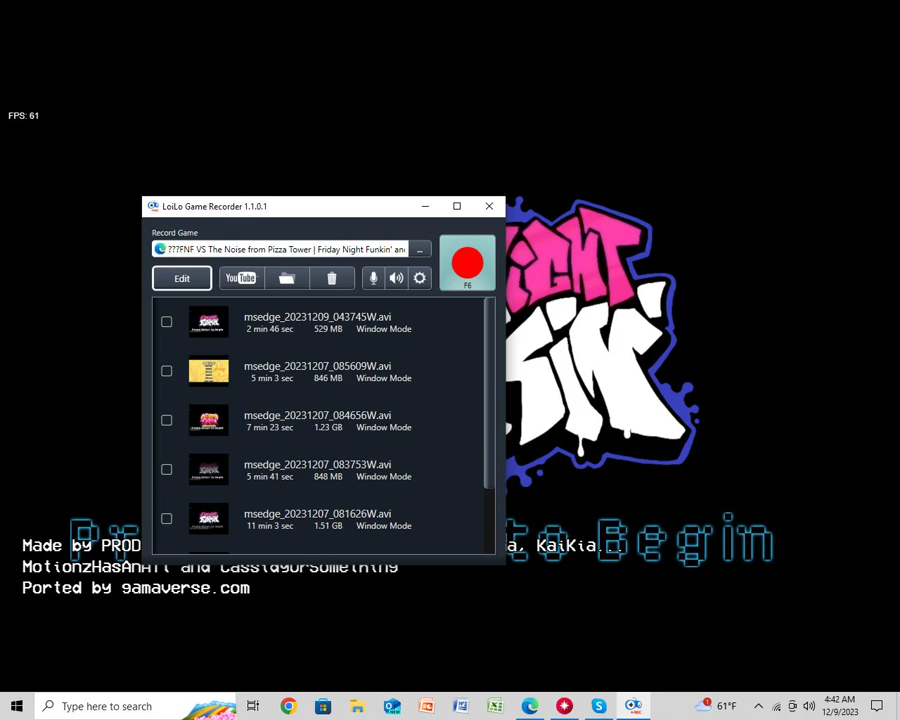 FPS: 61
LoiLo Game Recorder 1.1.0.1
Record Game
???FNF VS The Noise from Pizza Tower | Friday Night Funkin' an
...
F6
Edit
YouTube
msedge_20231209_043745W.avi
2 min 46 sec 529 MB Window Mode
msedge_20231207_085609W.avi
5 min 3 sec 846 MB Window Mode
msedge_20231207_084656W.avi
7 min 23 sec 1.23 GB Window Mode
msedge_20231207_083753W.avi
5 min 41 sec 848 MB Window Mode
msedge_20231207_081626W.avi
11 min 3 sec 1.51 GB Window Mode
to Begin
Made by PROD a, KaiKia...
MotionzHasAnAlt and CassidyOrSomething
Ported by gamaverse.com
Type here to search
61°F
4:42 AM
12/9/2023